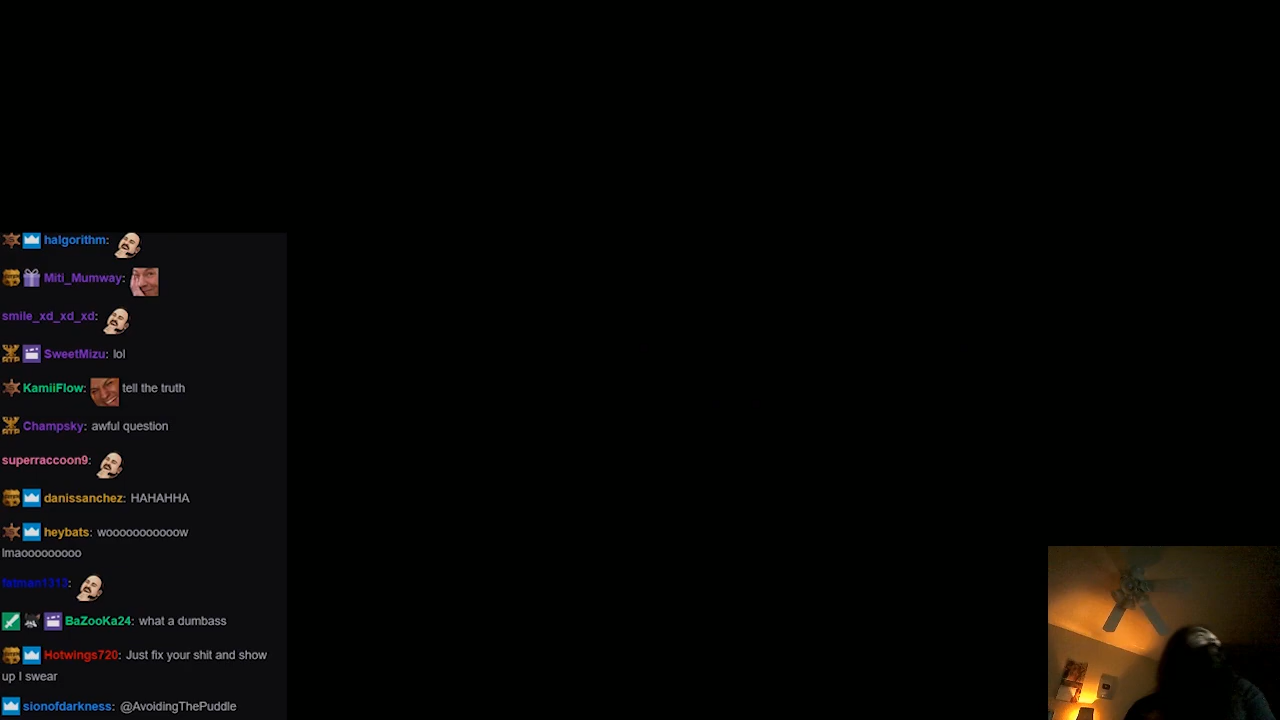 halgorithm:
Miti_Mumway:
smile_xd_xd_xd:
SweetMizu: lol
KamiiFlow: tell the truth
Champsky: awful question
superraccoon9:
danissanchez: HAHAHHA
heybats: wooooooooooow
lmaooooooooo
fatman1313:
BaZooKa24: what a dumbass
Hotwings720: Just fix your shit and show
up I swear
sionofdarkness: @AvoidingThePuddle